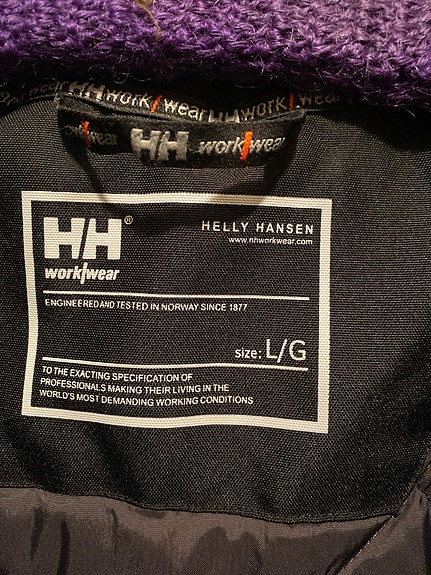 HH work/wear HH work
HH work/wear
HH®
work/wear
HELLY HANSEN
www.hhworkwear.com
ENGINEERED AND TESTED IN NORWAY SINCE 1877
size: L/G
TO THE EXACTING SPECIFICATION OF
PROFESSIONALS MAKING THEIR LIVING IN THE
WORLD'S MOST DEMANDING WORKING CONDITIONS